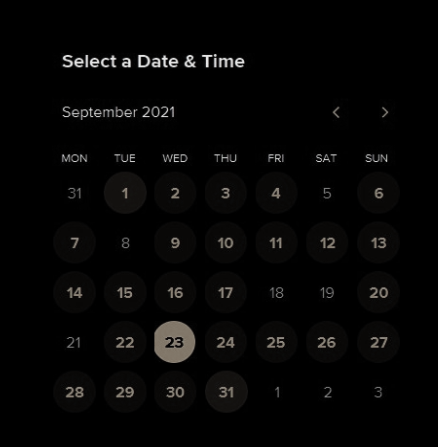 Select a Date & Time
September 2021
MON TUE WED THU FRI SAT SUN
31 1 2 3 4 5 6
7 8 9 10 11 12 13
14 15 16 17 18 19 20
21 22 23 24 25 26 27
28 29 30 31 1 2 3